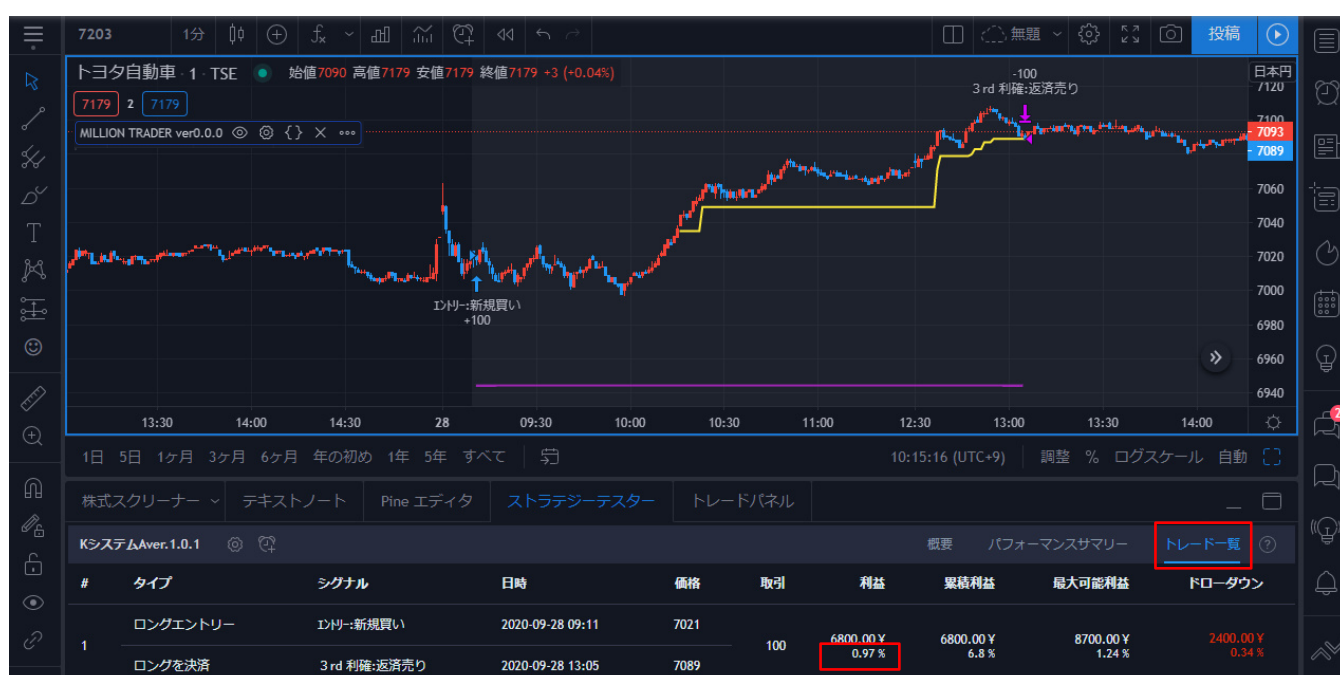 7203 1分 無題 投稿
トヨタ自動車 · 1 · TSE 始値7090 高値7179 安値7179 終値7179 +3 (+0.04%)
日本円
7179 2 7179
MILLION TRADER ver0.0.0
-100
3 rd 利確:返済売り
7120
7100
7093
7089
7060
7040
7020
7000
6980
6960
6940
エントリー:新規買い
+100
13:30 14:00 14:30 28 09:30 10:00 10:30 11:00 12:30 13:00 13:30 14:00
1日 5日 1ヶ月 3ヶ月 6ヶ月 年の初め 1年 5年 すべて 10:15:16 (UTC+9) 調整 % ログスケール 自動
株式スクリーナー テキストノート Pine エディタ ストラテジーテスター トレードパネル
KシステムAver.1.0.1 概要 パフォーマンスサマリー トレード一覧
# タイプ シグナル 日時 価格 取引 利益 累積利益 最大可能利益 ドローダウン
1 ロングエントリー エントリー:新規買い 2020-09-28 09:11 7021 100 6800.00 ¥ 6800.00 ¥ 8700.00 ¥ 2400.00 ¥
0.97 % 6.8 % 1.24 % 0.34 %
ロングを決済 3 rd 利確:返済売り 2020-09-28 13:05 7089